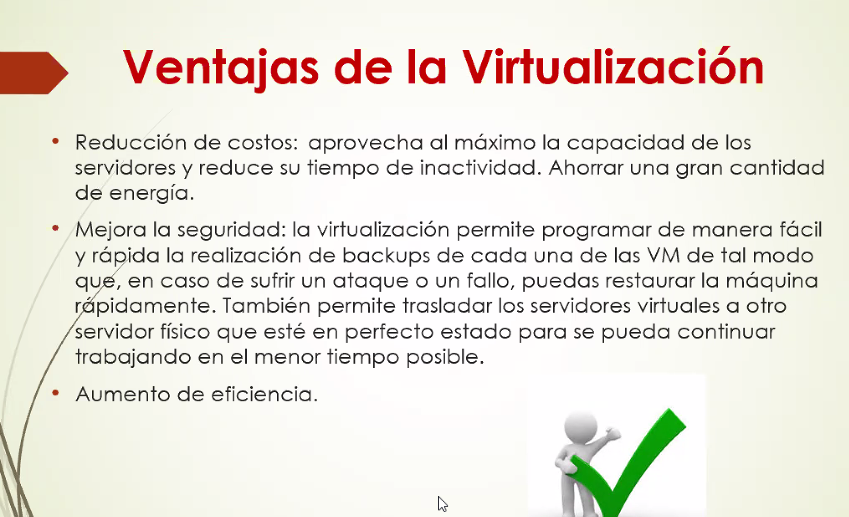 Ventajas de la Virtualización
• Reducción de costos: aprovecha al máximo la capacidad de los
servidores y reduce su tiempo de inactividad. Ahorrar una gran cantidad
de energía.
• Mejora la seguridad: la virtualización permite programar de manera fácil
y rápida la realización de backups de cada una de las VM de tal modo
que, en caso de sufrir un ataque o un fallo, puedas restaurar la máquina
rápidamente. También permite trasladar los servidores virtuales a otro
servidor físico que esté en perfecto estado para se pueda continuar
trabajando en el menor tiempo posible.
• Aumento de eficiencia.